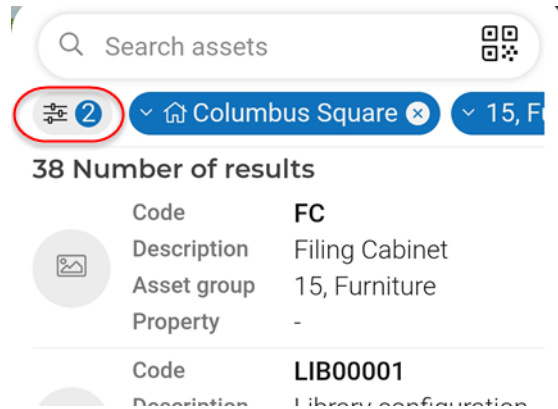 Search assets
2 Columbus Square 15, F
38 Number of results
Code FC
Description Filing Cabinet
Asset group 15, Furniture
Property -
Code LIB00001
Description Library configuration